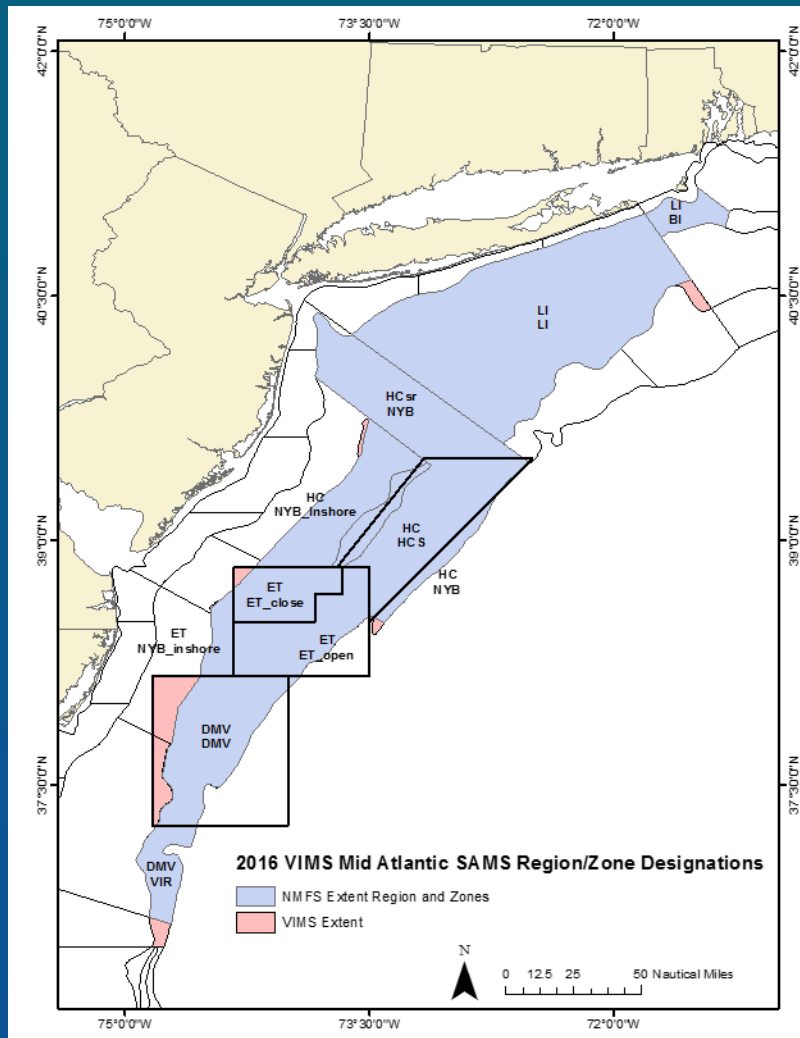 75°0'0"W 73°30'0"W 72°0'0"W
42°0'0"N 42°0'0"N
LI
BI
40°30'0"N 40°30'0"N
LI
LI
HCsr
NYB
HC
NYB_Inshore
HC
HCS
39°0'0"N 39°0'0"N
HC
NYB
ET
ET_close
ET
NYB_inshore
ET
ET_open
DMV
DMV
37°30'0"N 37°30'0"N
DMV
VIR
2016 VIMS Mid Atlantic SAMS Region/Zone Designations
NMFS Extent Region and Zones
VIMS Extent
N
0 12.5 25 50 Nautical Miles
75°0'0"W 73°30'0"W 72°0'0"W